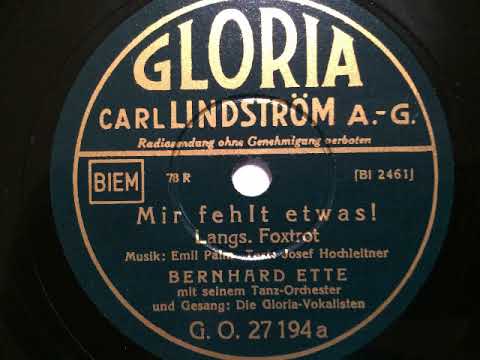 GLORIA
CARL LINDSTRÖM A.-G.
Radiosendung ohne Genehmigung verboten
BIEM 78 R [BI 2461]
Mir fehlt etwas!
Langs. Foxtrot
Musik: Emil Palm Text: Josef Hochleitner
BERNHARD ETTE
mit seinem Tanz-Orchester
und Gesang: Die Gloria-Vokalisten
G. O. 27 194 a